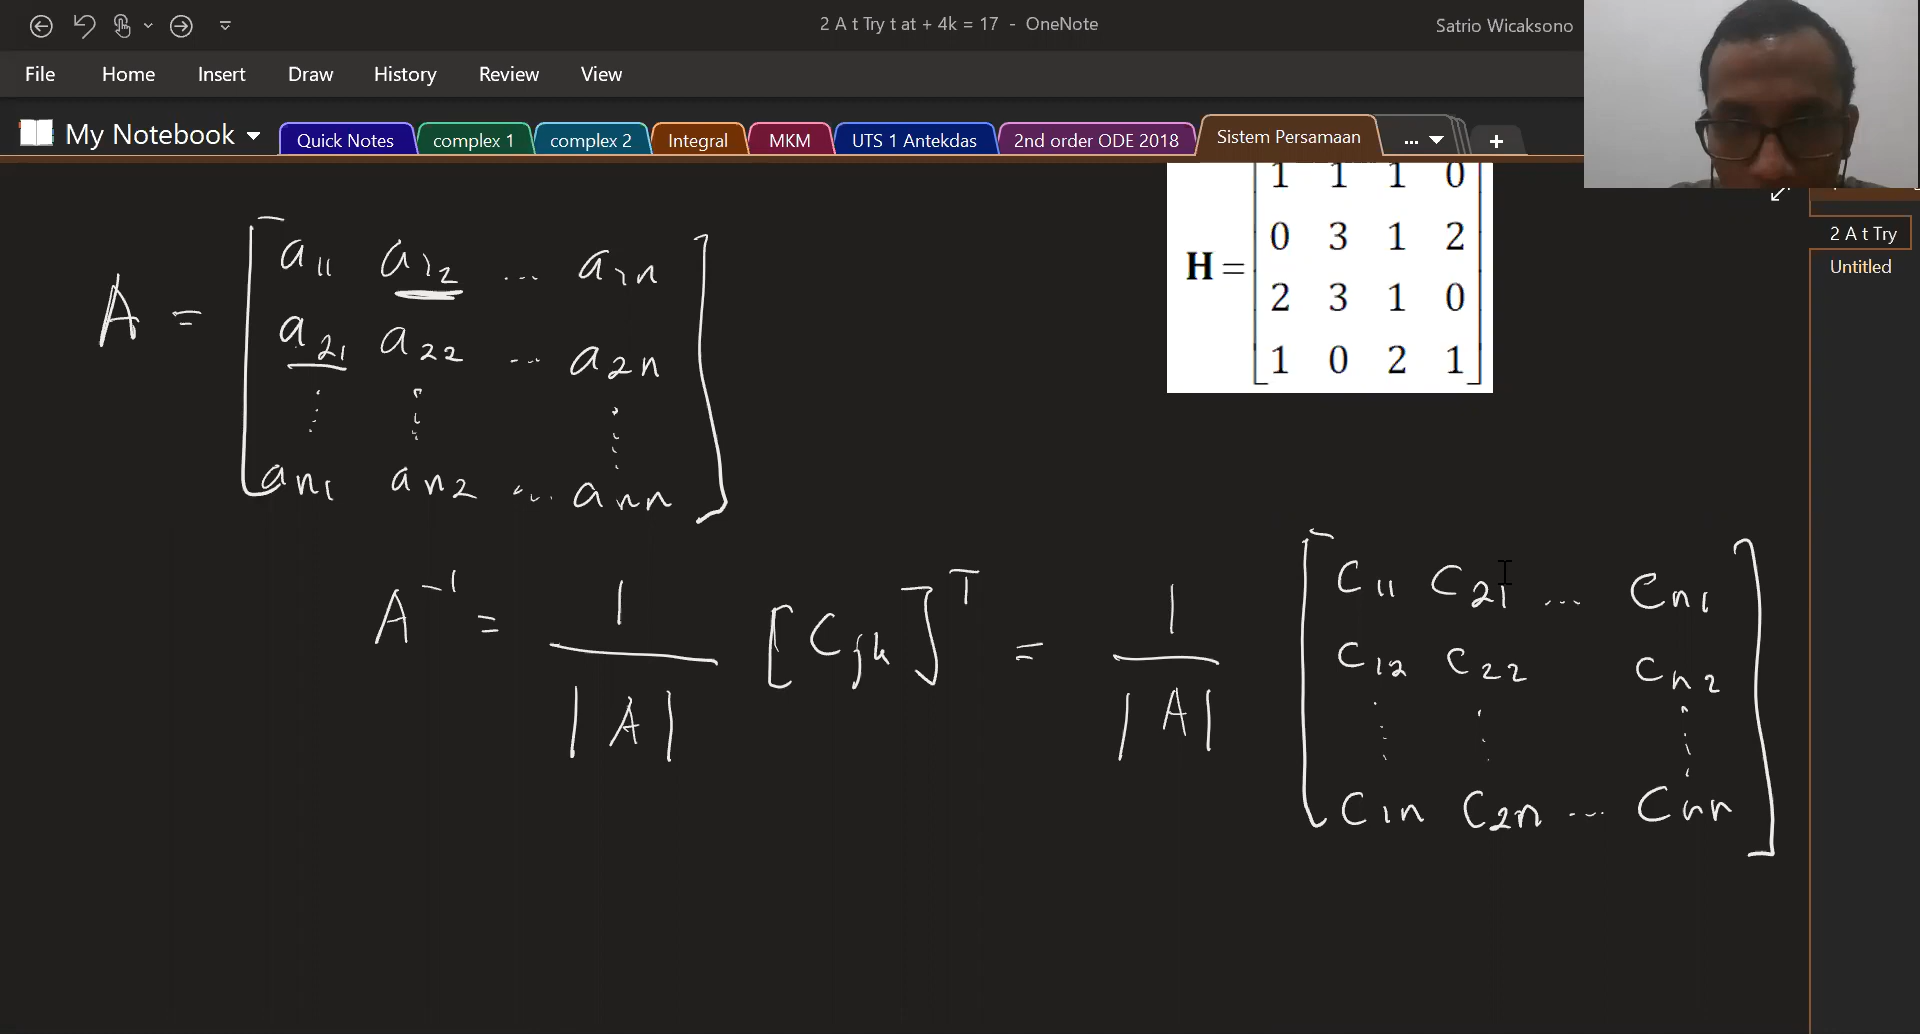 2 A t Try t at + 4k = 17 - OneNote
Satrio Wicaksono
File Home Insert Draw History Review View
My Notebook
Quick Notes complex 1 complex 2 Integral MKM UTS 1 Antekdas 2nd order ODE 2018 Sistem Persamaan ... +
2 A t Try
Untitled
H =
1 1 1 0
0 3 1 2
2 3 1 0
1 0 2 1
A =
a11 a12 ... a1n
a21 a22 ... a2n
an1 an2 ... ann
A^-1 = 1/|A| [Cjk]^T = 1/|A|
C11 C21 ... Cn1
C12 C22 Cn2
C1n C2n ... Cnn